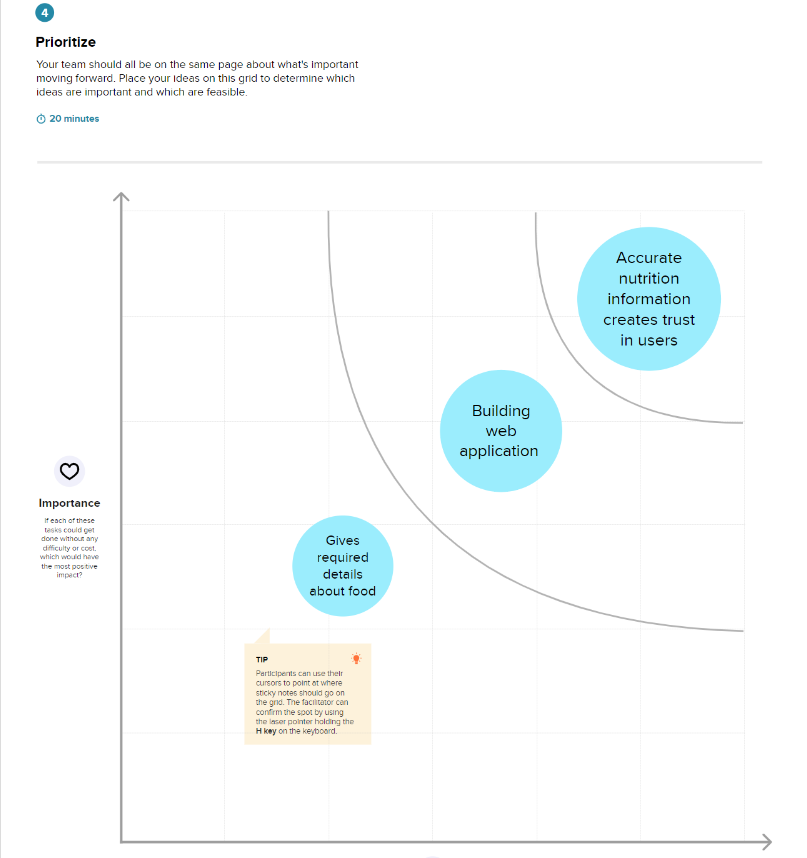 4
Prioritize
Your team should all be on the same page about what's important
moving forward. Place your ideas on this grid to determine which
ideas are important and which are feasible.
20 minutes
Accurate
nutrition
information
creates trust
in users
Building
web
application
Importance
If each of these
tasks could get
done without any
difficulty or cost,
which would have
the most positive
impact?
Gives
required
details
about food
TIP
Participants can use their
cursors to point at where
sticky notes should go on
the grid. The facilitator can
confirm the spot by using
the laser pointer holding the
H key on the keyboard.